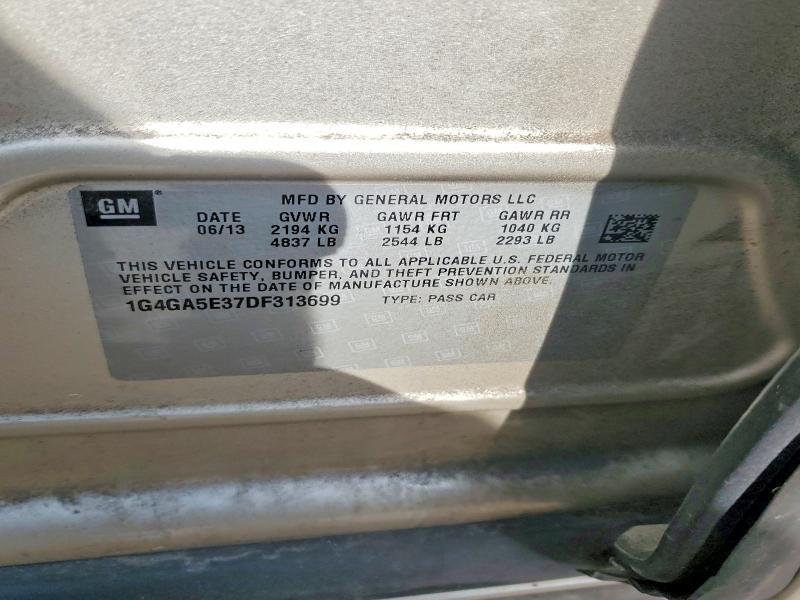 GM ® MFD BY GENERAL MOTORS LLC
DATE GVWR GAWR FRT GAWR RR
06/13 2194 KG 1154 KG 1040 KG
4837 LB 2544 LB 2293 LB
THIS VEHICLE CONFORMS TO ALL APPLICABLE U.S. FEDERAL MOTOR
VEHICLE SAFETY, BUMPER, AND THEFT PREVENTION STANDARDS IN
EFFECT ON THE DATE OF MANUFACTURE SHOWN ABOVE.
1G4GA5E37DF313699 TYPE: PASS CAR